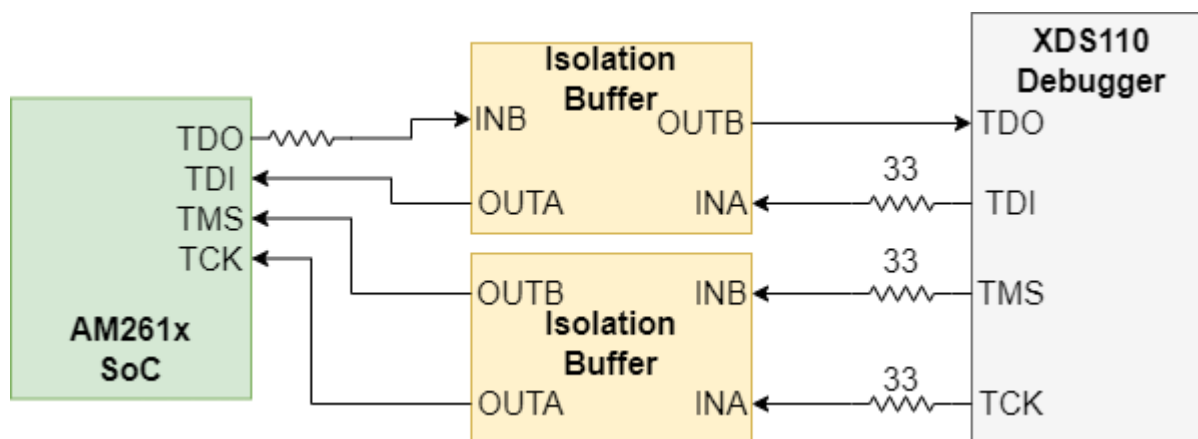 AM261x
SoC
TDO
TDI
TMS
TCK
Isolation
Buffer
INB
OUTB
OUTA
INA
Isolation
Buffer
OUTB
INB
OUTA
INA
33
33
33
XDS110
Debugger
TDO
TDI
TMS
TCK